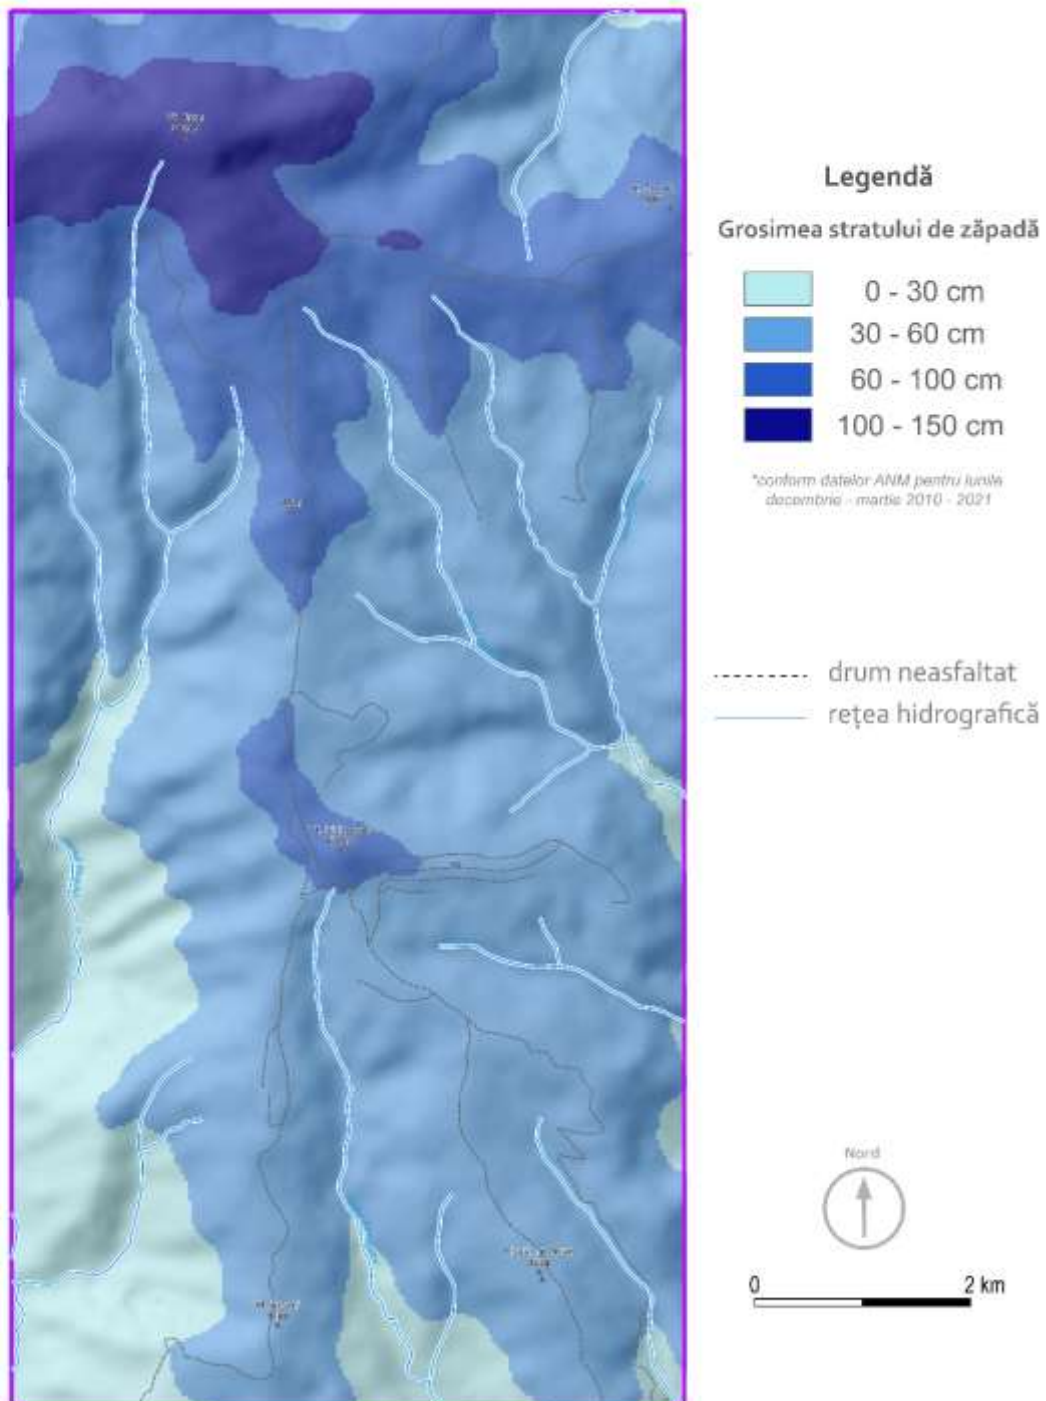 Legendă
Grosimea stratului de zăpadă
0 - 30 cm
30 - 60 cm
60 - 100 cm
100 - 150 cm
*conform datelor ANM pentru lunile
decembrie - martie 2010 - 2021
drum neasfaltat
rețea hidrografică
Nord
0 2 km